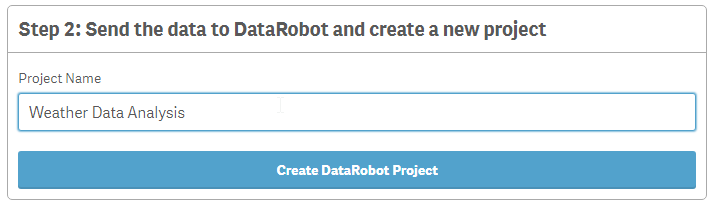 Step 2: Send the data to DataRobot and create a new project
Project Name
Weather Data Analysis
Create DataRobot Project